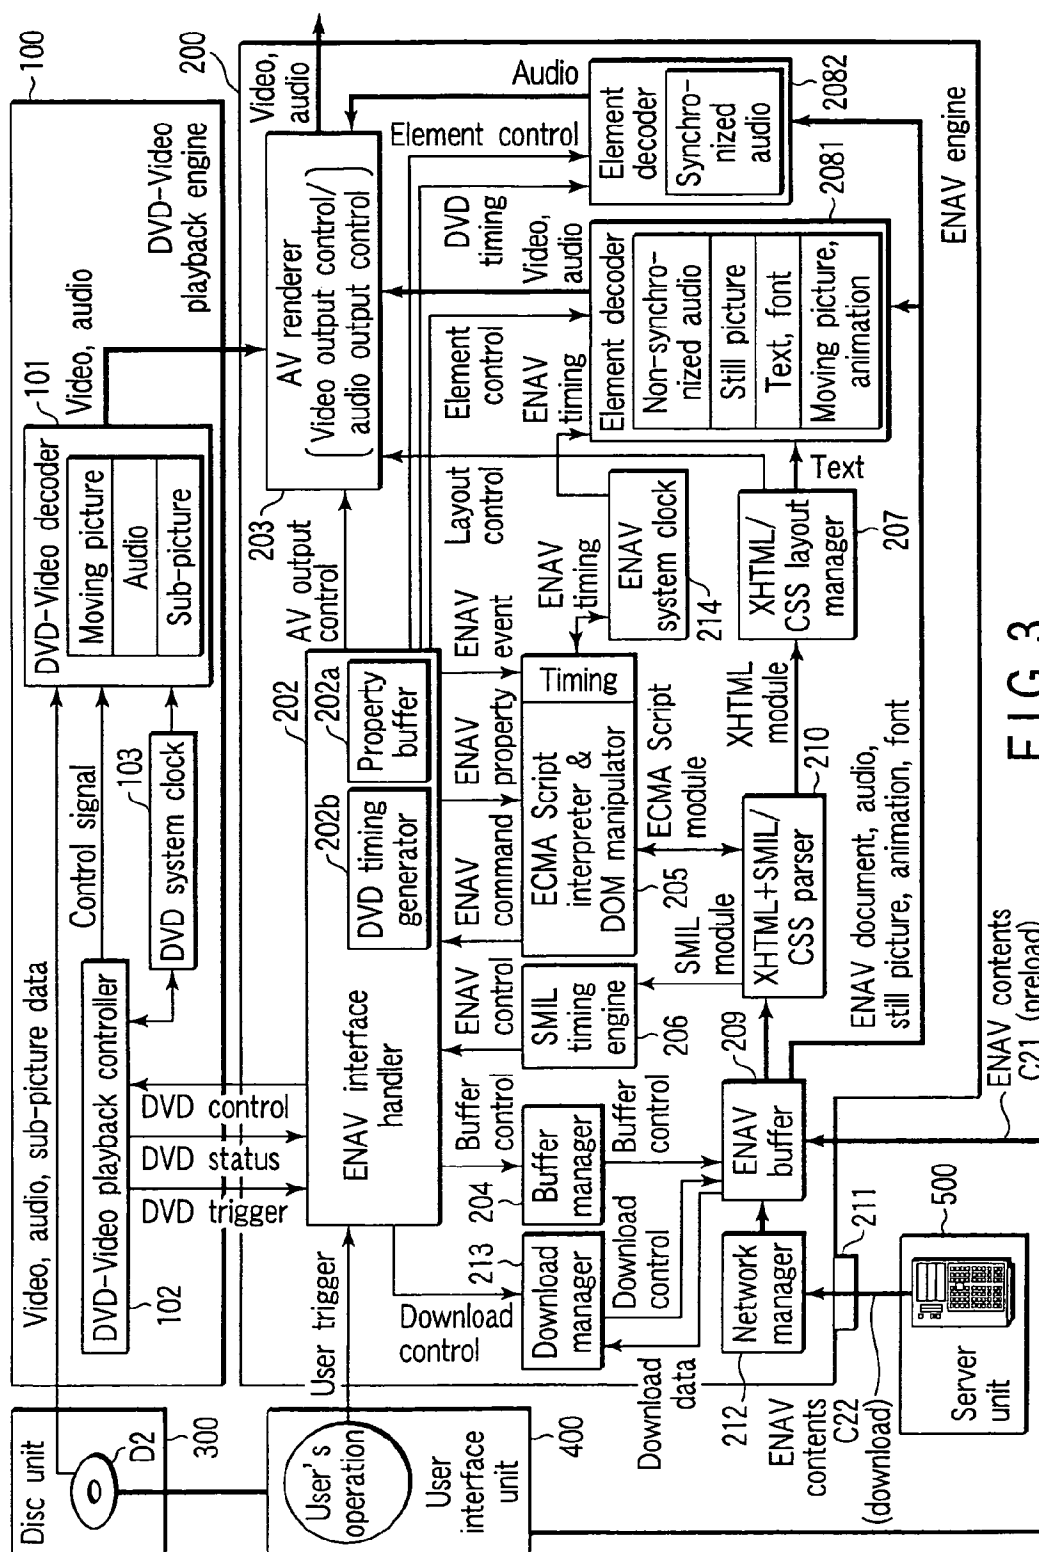 Disc unit
D2
300
Video, audio, sub-picture data
DVD-Video playback controller
102
Control signal
103
DVD system clock
DVD-Video decoder
101
Moving picture
Audio
Sub-picture
Video, audio
DVD-Video
playback engine
100
User's
operation
User
interface
unit
400
User trigger
DVD control
DVD status
DVD trigger
ENAV interface
handler
202
202b
DVD timing
generator
202a
Property
buffer
AV output
control
203
AV renderer
(Video output control/
audio output control)
Video,
audio
200
Download
control
213
Download
manager
Buffer
control
204
Buffer
manager
ENAV
control
SMIL
timing
engine
206
ENAV
command
ENAV
property
ENAV
event
ECMA Script
interpreter &
DOM manipulator
Timing
205
ENAV
timing
ENAV
system clock
214
Layout
control
Element
control
ENAV
timing
DVD
timing
Video,
audio
Element control
Audio
Element decoder
Non-synchro-
nized audio
Still picture
Text, font
Moving picture,
animation
2081
Element
decoder
Synchro-
nized
audio
2082
Download
data
Download
control
Buffer
control
212
Network
manager
ENAV
buffer
209
SMIL
module
ECMA Script
module
XHTML+SMIL/
CSS parser
210
XHTML
module
XHTML/
CSS layout
manager
207
Text
ENAV document, audio,
still picture, animation, font
ENAV engine
ENAV
contents
C22
(download)
211
500
Server
unit
ENAV contents
C21 (preload)
FIG. 3